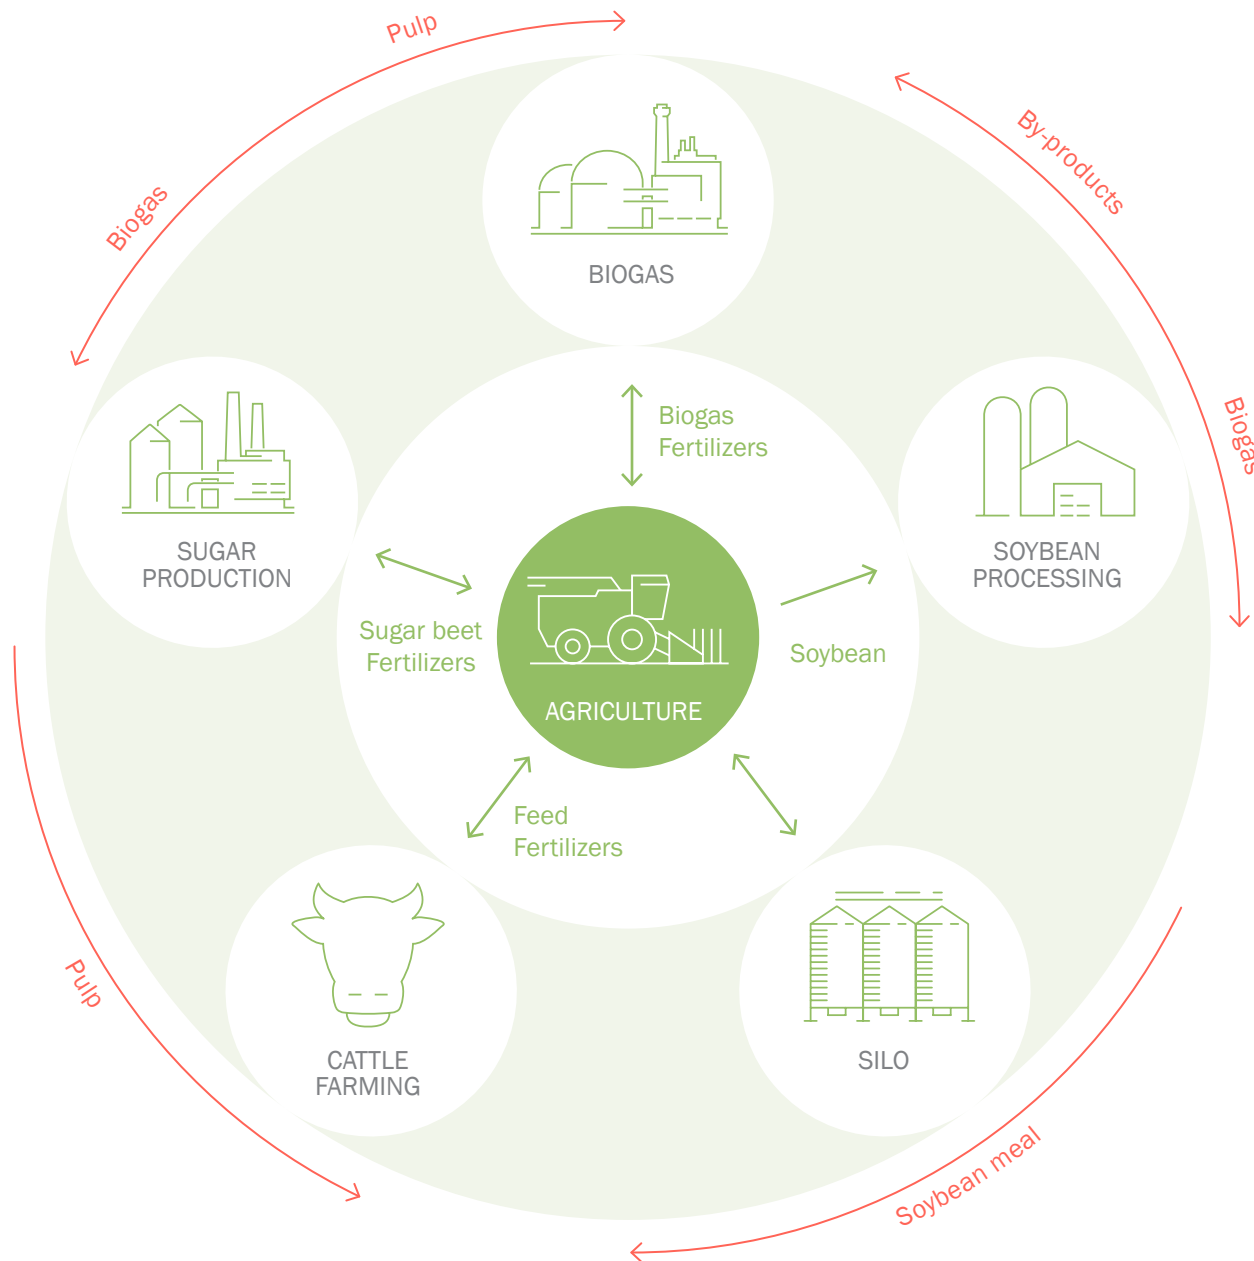 Pulp
By-products
Biogas
BIOGAS
Biogas
Biogas
Fertilizers
SUGAR
PRODUCTION
SOYBEAN
PROCESSING
Sugar beet
Fertilizers
Soybean
AGRICULTURE
Feed
Fertilizers
Pulp
CATTLE
FARMING
SILO
Soybean meal